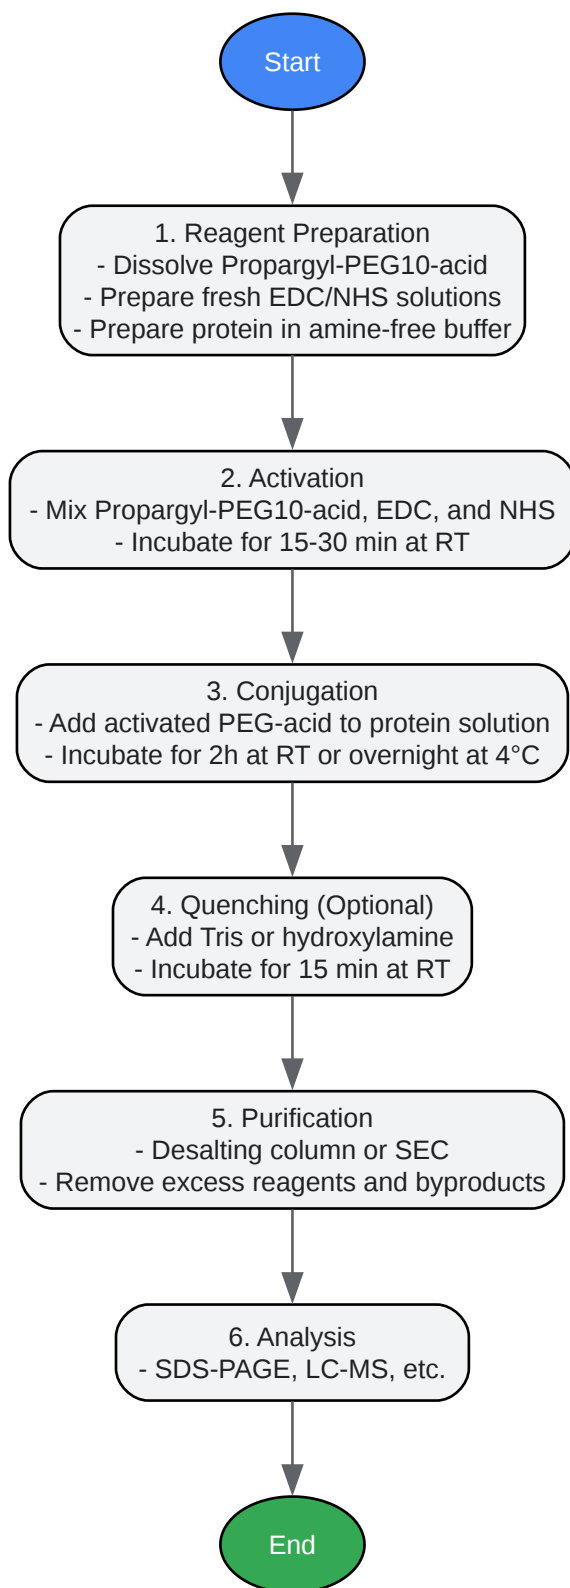 Start
1. Reagent Preparation
- Dissolve Propargyl-PEG10-acid
- Prepare fresh EDC/NHS solutions
- Prepare protein in amine-free buffer
2. Activation
- Mix Propargyl-PEG10-acid, EDC, and NHS
- Incubate for 15-30 min at RT
3. Conjugation
- Add activated PEG-acid to protein solution
- Incubate for 2h at RT or overnight at 4°C
4. Quenching (Optional)
- Add Tris or hydroxylamine
- Incubate for 15 min at RT
5. Purification
- Desalting column or SEC
- Remove excess reagents and byproducts
6. Analysis
- SDS-PAGE, LC-MS, etc.
End